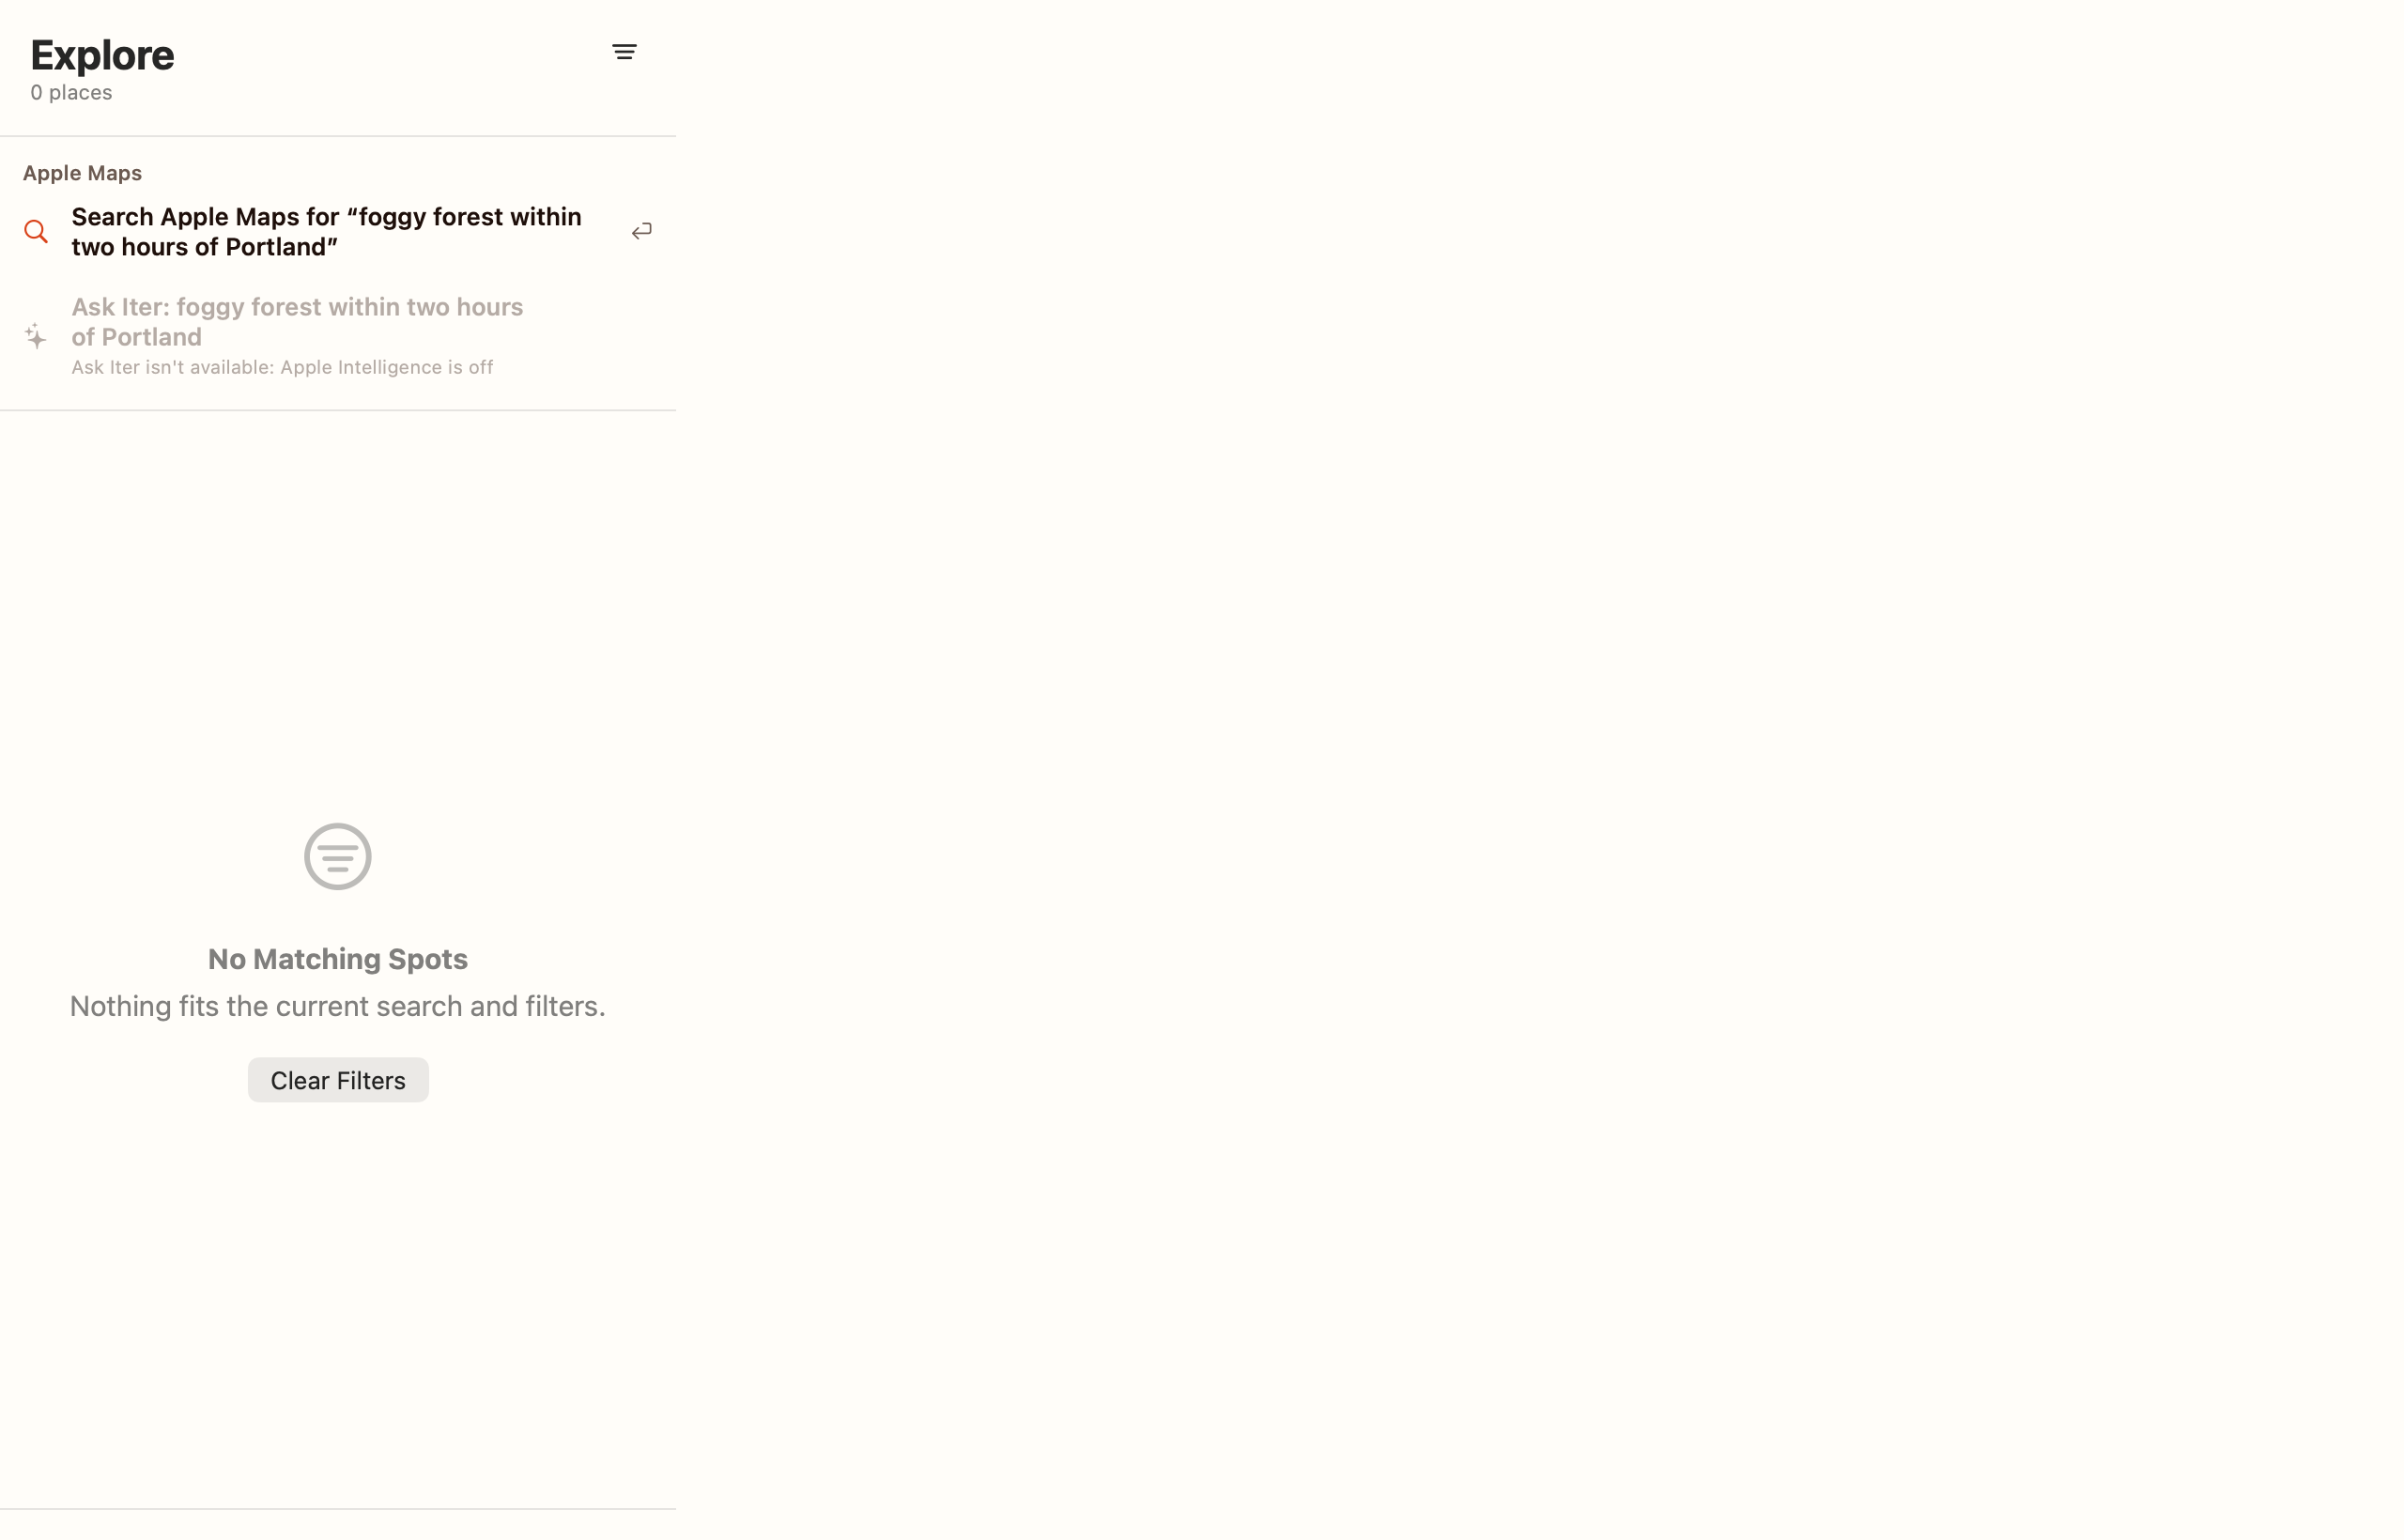 Explore
0 places
Apple Maps
Search Apple Maps for “foggy forest within
two hours of Portland”
Ask Iter: foggy forest within two hours
of Portland
Ask Iter isn't available: Apple Intelligence is off
No Matching Spots
Nothing fits the current search and filters.
Clear Filters